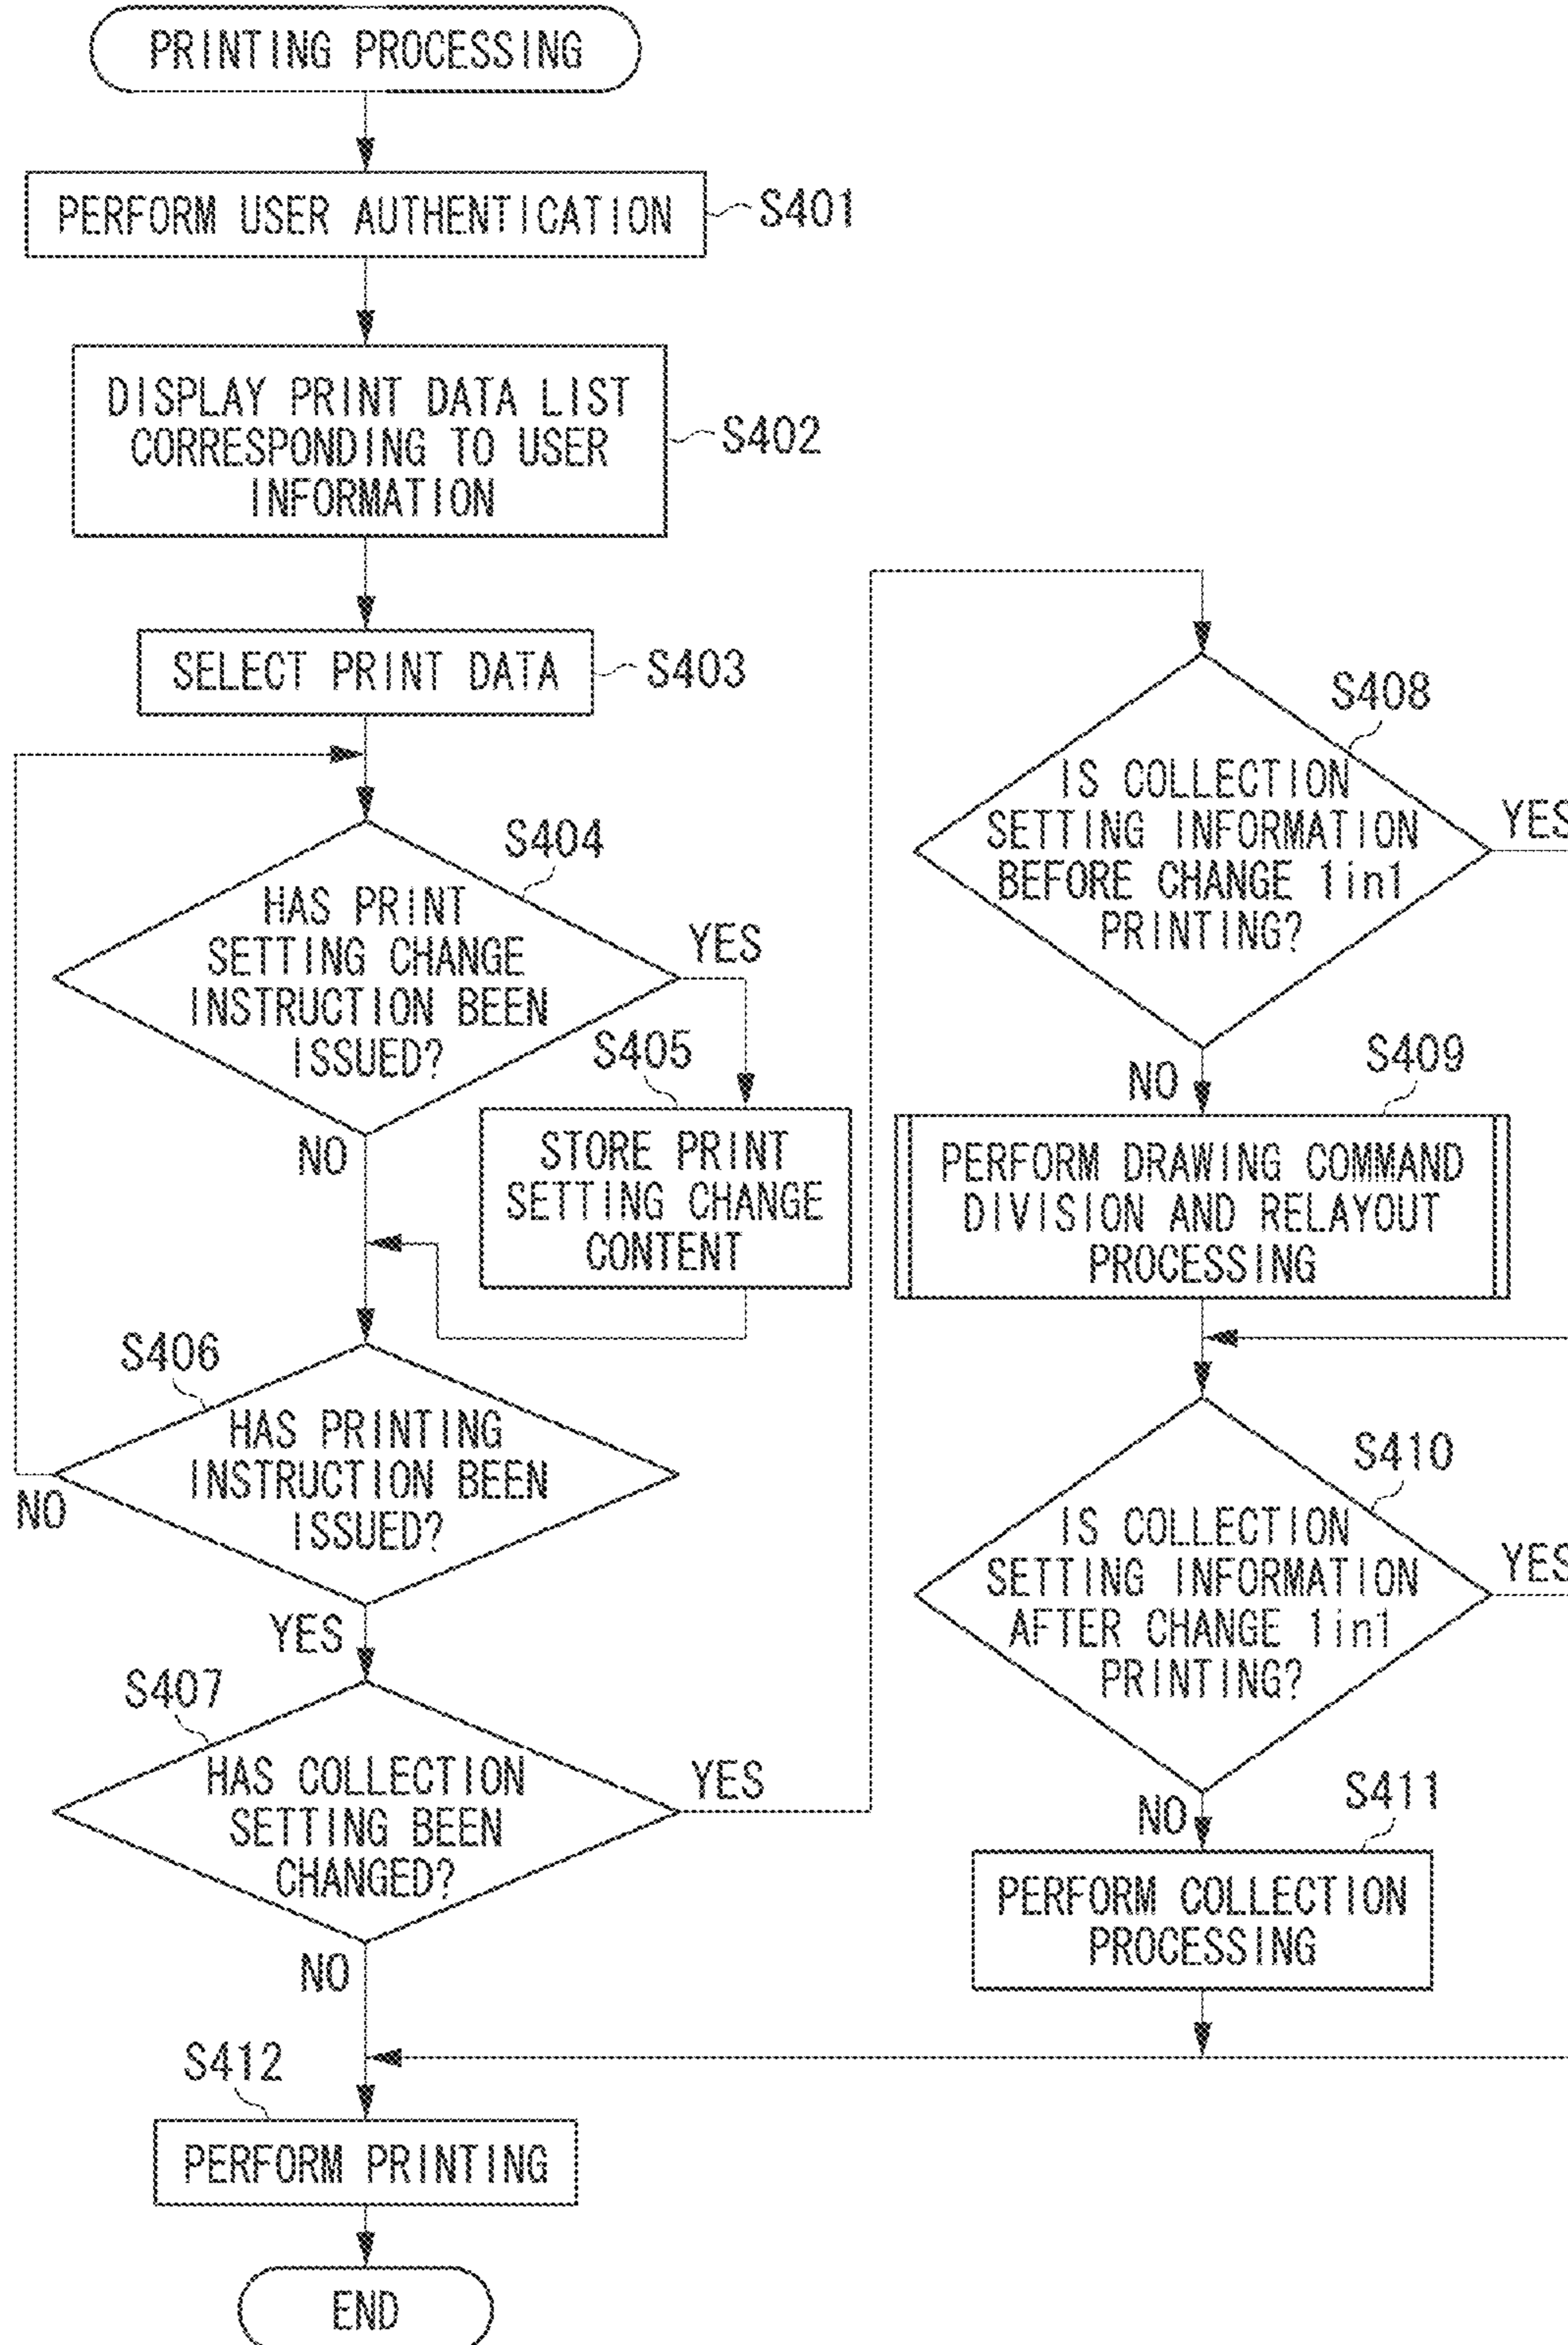 PRINTING PROCESSING
PERFORM USER AUTHENTICATION
S401
DISPLAY PRINT DATA LIST
CORRESPONDING TO USER
INFORMATION
S402
SELECT PRINT DATA
S403
S404
HAS PRINT
SETTING CHANGE
INSTRUCTION BEEN
ISSUED?
YES
NO
S405
STORE PRINT
SETTING CHANGE
CONTENT
S406
HAS PRINTING
INSTRUCTION BEEN
ISSUED?
NO
YES
S407
HAS COLLECTION
SETTING BEEN
CHANGED?
YES
NO
S408
IS COLLECTION
SETTING INFORMATION
BEFORE CHANGE 1in1
PRINTING?
YES
NO
S409
PERFORM DRAWING COMMAND
DIVISION AND RELAYOUT
PROCESSING
S410
IS COLLECTION
SETTING INFORMATION
AFTER CHANGE 1in1
PRINTING?
YES
NO
S411
PERFORM COLLECTION
PROCESSING
S412
PERFORM PRINTING
END